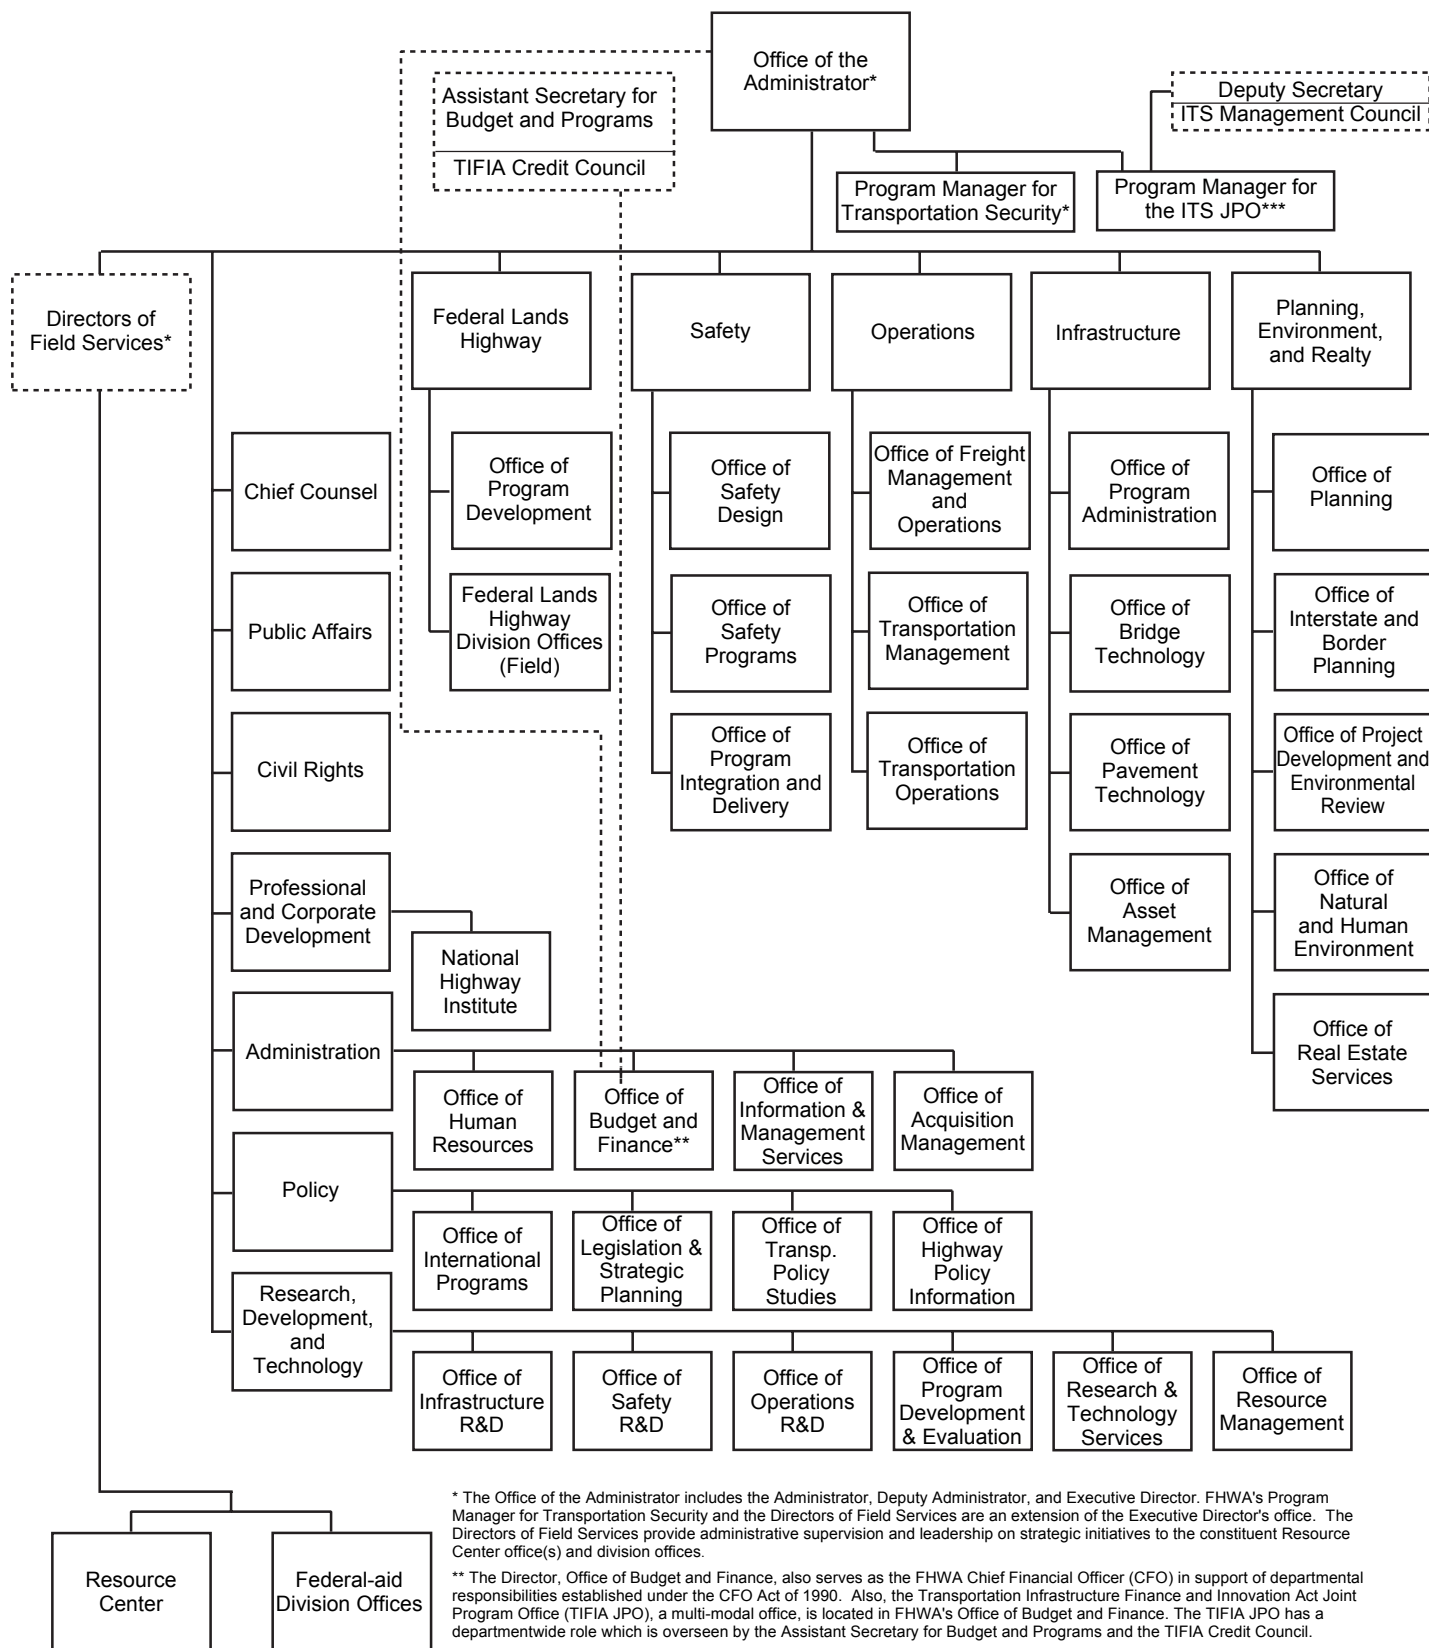 Office of the
Administrator*
Assistant Secretary for
Budget and Programs
TIFIA Credit Council
Deputy Secretary
ITS Management Council
Program Manager for
Transportation Security*
Program Manager for
the ITS JPO***
Directors of
Field Services*
Federal Lands
Highway
Safety
Operations
Infrastructure
Planning,
Environment,
and Realty
Chief Counsel
Office of
Program
Development
Office of
Safety
Design
Office of Freight
Management
and
Operations
Office of
Program
Administration
Office of
Planning
Public Affairs
Federal Lands
Highway
Division Offices
(Field)
Office of
Safety
Programs
Office of
Transportation
Management
Office of
Bridge
Technology
Office of
Interstate and
Border
Planning
Civil Rights
Office of
Program
Integration and
Delivery
Office of
Transportation
Operations
Office of
Pavement
Technology
Office of Project
Development and
Environmental
Review
Professional
and Corporate
Development
National
Highway
Institute
Office of
Asset
Management
Office of
Natural
and Human
Environment
Administration
Office of
Human
Resources
Office of
Budget and
Finance**
Office of
Information &
Management
Services
Office of
Acquisition
Management
Office of
Real Estate
Services
Policy
Office of
International
Programs
Office of
Legislation &
Strategic
Planning
Office of
Transp.
Policy
Studies
Office of
Highway
Policy
Information
Research,
Development,
and
Technology
Office of
Infrastructure
R&D
Office of
Safety
R&D
Office of
Operations
R&D
Office of
Program
Development
& Evaluation
Office of
Research &
Technology
Services
Office of
Resource
Management
Resource
Center
Federal-aid
Division Offices
* The Office of the Administrator includes the Administrator, Deputy Administrator, and Executive Director. FHWA's Program
Manager for Transportation Security and the Directors of Field Services are an extension of the Executive Director's office. The
Directors of Field Services provide administrative supervision and leadership on strategic initiatives to the constituent Resource
Center office(s) and division offices.
** The Director, Office of Budget and Finance, also serves as the FHWA Chief Financial Officer (CFO) in support of departmental
responsibilities established under the CFO Act of 1990. Also, the Transportation Infrastructure Finance and Innovation Act Joint
Program Office (TIFIA JPO), a multi-modal office, is located in FHWA's Office of Budget and Finance. The TIFIA JPO has a
departmentwide role which is overseen by the Assistant Secretary for Budget and Programs and the TIFIA Credit Council.